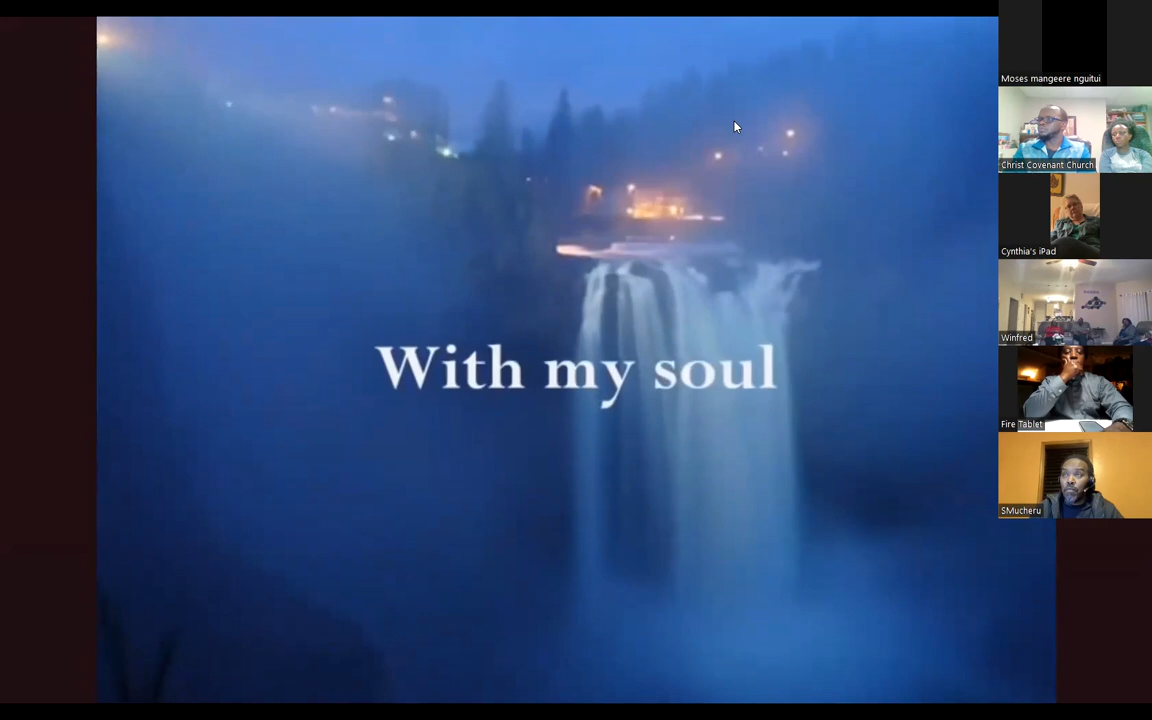 With my soul
Moses mangeere nguitui
Christ Covenant Church
Cynthia's iPad
Winfred
Fire Tablet
SMucheru